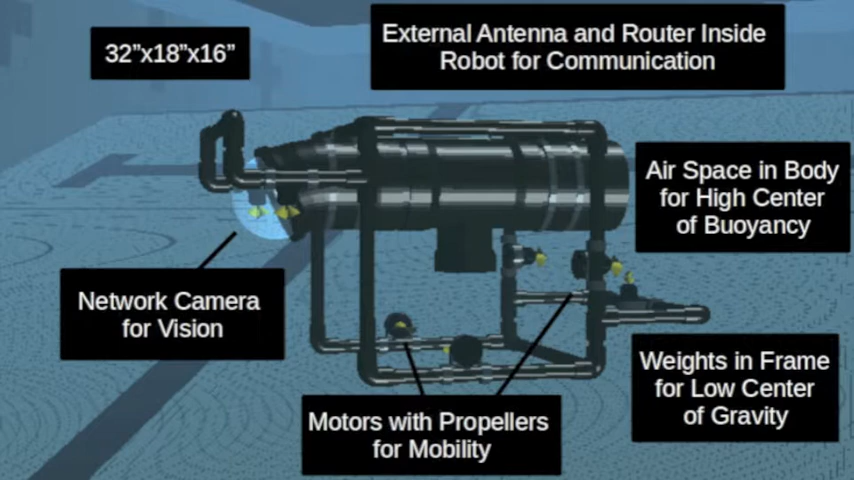 32”x18”x16”
External Antenna and Router Inside
Robot for Communication
Air Space in Body
for High Center
of Buoyancy
Network Camera
for Vision
Weights in Frame
for Low Center
of Gravity
Motors with Propellers
for Mobility